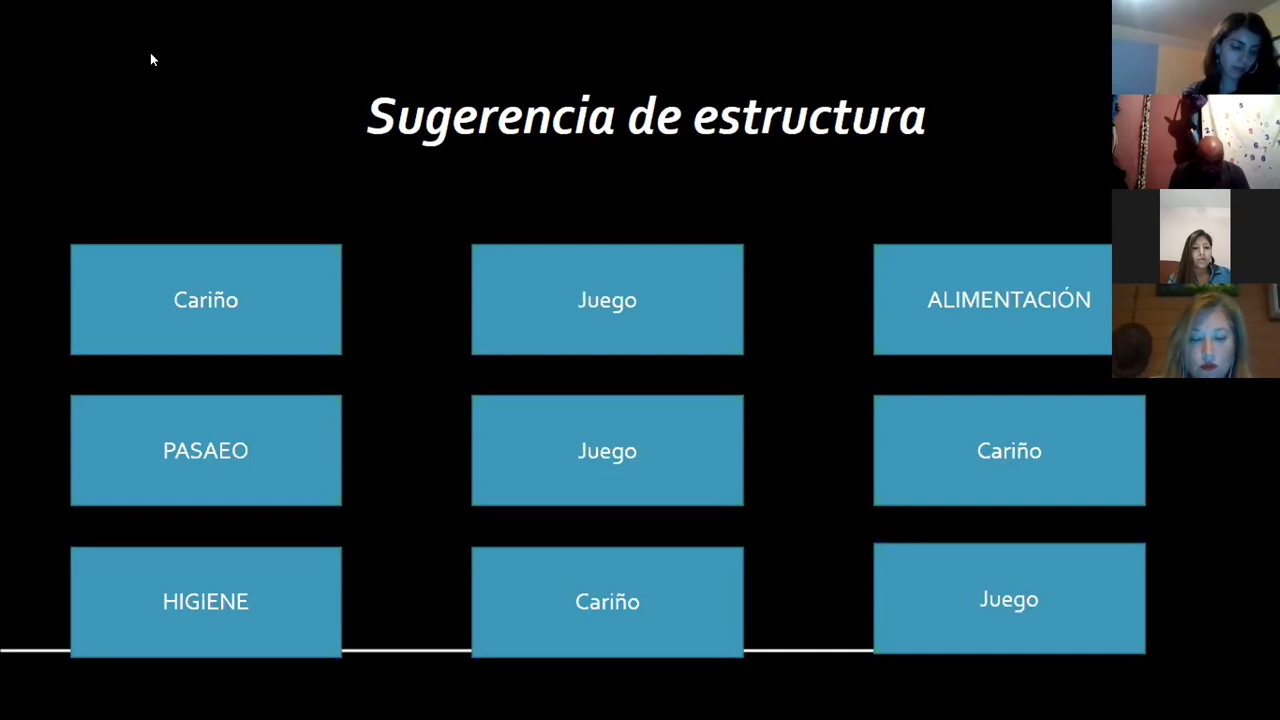 Sugerencia de estructura
Cariño
Juego
ALIMENTACIÓN
PASAEO
Juego
Cariño
HIGIENE
Cariño
Juego